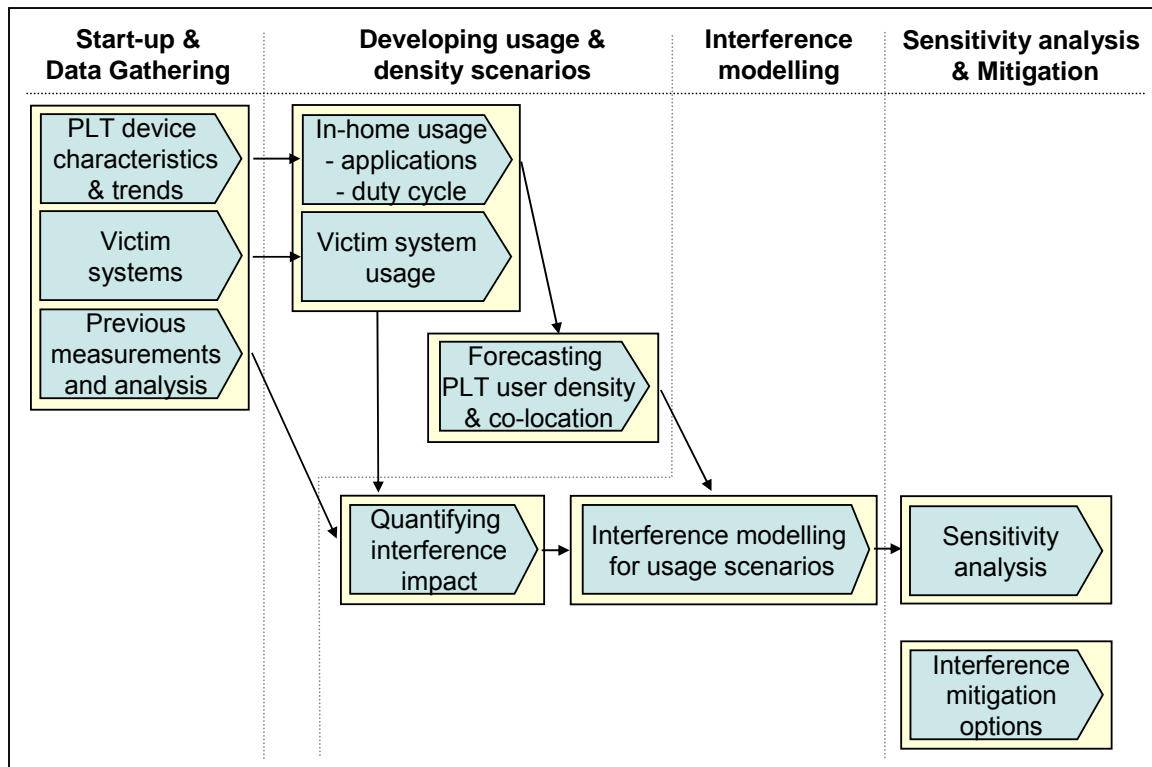 Start-up &
Data Gathering
Developing usage &
density scenarios
Interference
modelling
Sensitivity analysis
& Mitigation
PLT device
characteristics
& trends
In-home usage
- applications
- duty cycle
Victim
systems
Victim system
usage
Previous
measurements
and analysis
Forecasting
PLT user density
& co-location
Quantifying
interference
impact
Interference modelling
for usage scenarios
Sensitivity
analysis
Interference
mitigation
options